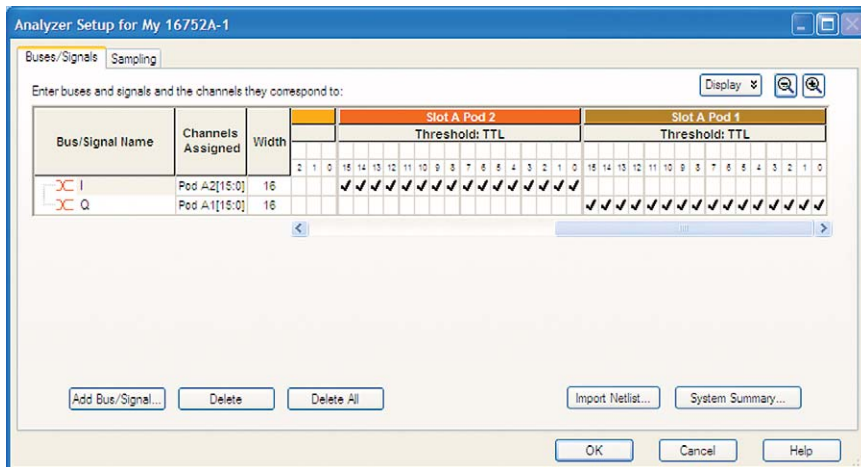 Analyzer Setup for My 16752A-1
Buses/Signals Sampling
Enter buses and signals and the channels they correspond to:
Display
Bus/Signal Name Channels Assigned Width
Slot A Pod 2 Slot A Pod 1
Threshold: TTL Threshold: TTL
2 1 0 15 14 13 12 11 10 9 8 7 6 5 4 3 2 1 0 15 14 13 12 11 10 9 8 7 6 5 4 3 2 1 0
I Pod A2[15:0] 16
Q Pod A1[15:0] 16
Add Bus/Signal... Delete Delete All Import Netlist... System Summary...
OK Cancel Help